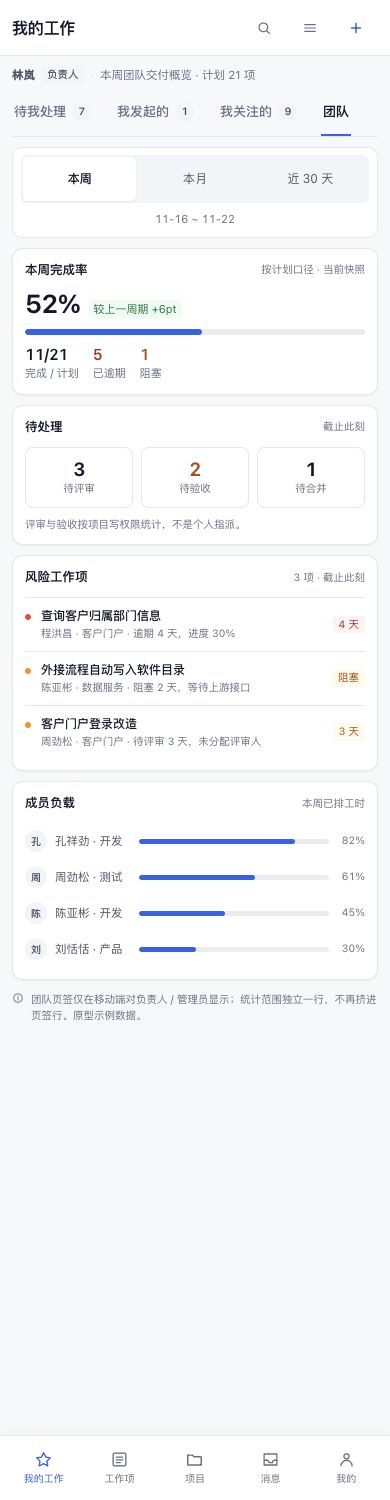 我的工作
林岚 负责人 · 本周团队交付概览 · 计划 21 项
待我处理 7 我发起的 1 我关注的 9 团队
本周 本月 近 30 天
11-16 ~ 11-22
本周完成率 按计划口径 · 当前快照
52% 较上一周期 +6pt
11/21 5 1
完成 / 计划 已逾期 阻塞
待处理 截止此刻
3 2 1
待评审 待验收 待合并
评审与验收按项目写权限统计，不是个人指派。
风险工作项 3 项 · 截止此刻
查询客户归属部门信息 4 天
程洪昌 · 客户门户 · 逾期 4 天，进度 30%
外接流程自动写入软件目录 阻塞
陈亚彬 · 数据服务 · 阻塞 2 天，等待上游接口
客户门户登录改造 3 天
周劲松 · 客户门户 · 待评审 3 天，未分配评审人
成员负载 本周已排工时
孔 孔祥劲 · 开发 82%
周 周劲松 · 测试 61%
陈 陈亚彬 · 开发 45%
刘 刘恬恬 · 产品 30%
团队页签仅在移动端对负责人 / 管理员显示；统计范围独立一行，不再挤进
页签行。原型示例数据。
我的工作 工作项 项目 消息 我的